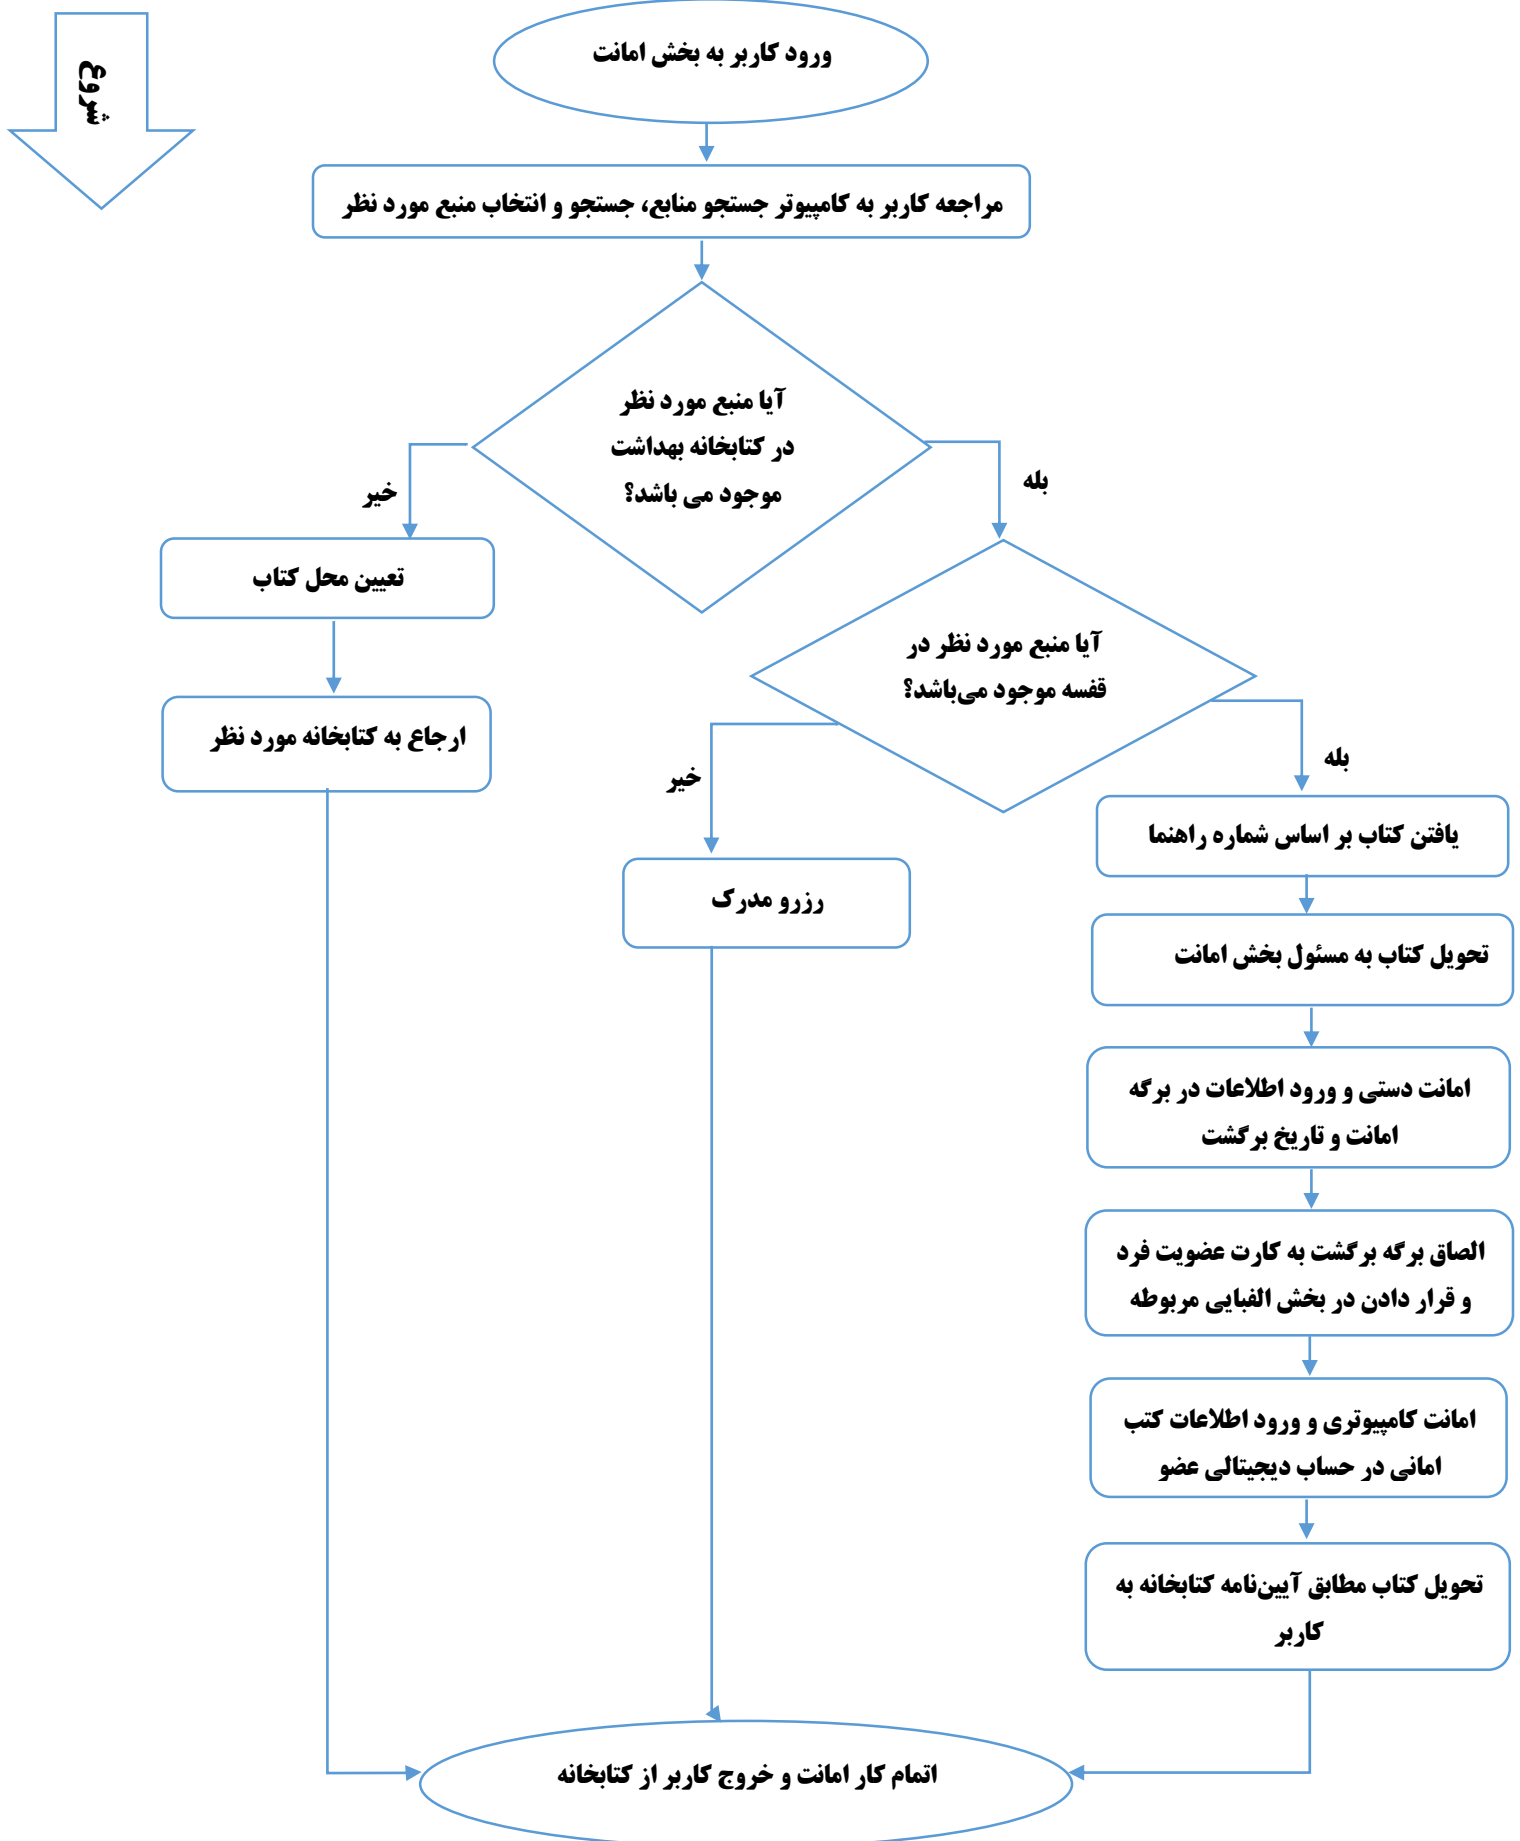 شروع
ورود کاربر به بخش امانت
مراجعه کاربر به کامپیوتر جستجو منابع، جستجو و انتخاب منبع مورد نظر
آیا منبع مورد نظر
در کتابخانه بهداشت
موجود می باشد؟
بله
خیر
تعیین محل کتاب
ارجاع به کتابخانه مورد نظر
آیا منبع مورد نظر در
قفسه موجود می‌باشد؟
بله
خیر
رزرو مدرک
یافتن کتاب بر اساس شماره راهنما
تحویل کتاب به مسئول بخش امانت
امانت دستی و ورود اطلاعات در برگه
امانت و تاریخ برگشت
الصاق برگه برگشت به کارت عضویت فرد
و قرار دادن در بخش الفبایی مربوطه
امانت کامپیوتری و ورود اطلاعات کتب
امانی در حساب دیجیتالی عضو
تحویل کتاب مطابق آیین‌نامه کتابخانه به
کاربر
اتمام کار امانت و خروج کاربر از کتابخانه